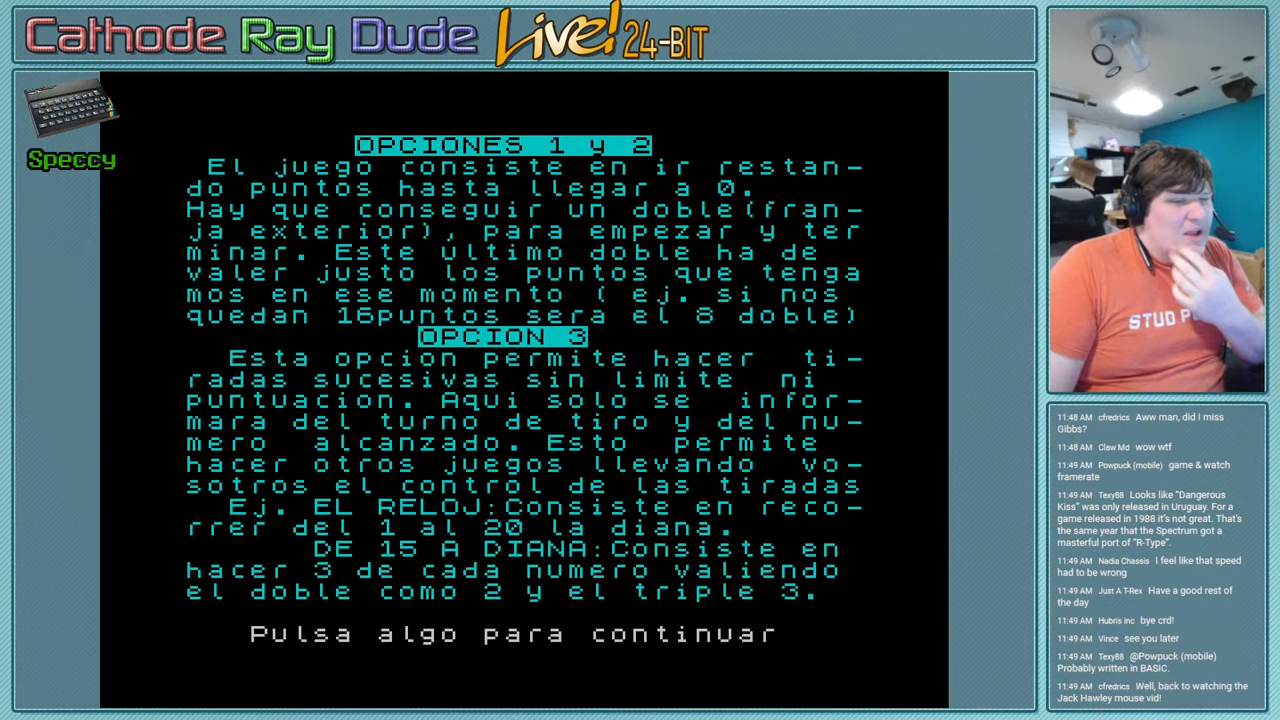 Cathode Ray Dude Live! 24-BIT
Speccy
OPCIONES 1 y 2
El juego consiste en ir restan-
do puntos hasta llegar a 0.
Hay que conseguir un doble(fran-
ja exterior), para empezar y ter
minar. Este ultimo doble ha de
valer justo los puntos que tenga
mos en ese momento ( ej. si nos
quedan 16puntos sera el 8 doble)
OPCION 3
Esta opcion permite hacer ti-
radas sucesivas sin limite ni
puntuacion. Aqui solo se infor-
mara del turno de tiro y del nu-
mero alcanzado. Esto permite
hacer otros juegos llevando vo-
sotros el control de las tiradas
Ej. EL RELOJ:Consiste en reco-
rrer del 1 al 20 la diana.
DE 15 A DIANA:Consiste en
hacer 3 de cada numero valiendo
el doble como 2 y el triple 3.
Pulsa algo para continuar
STUD
11:48 AM cfredrics Aww man, did I miss
Gibbs?
11:48 AM Claw Md wow wtf
11:49 AM Powpuck (mobile) game & watch
framerate
11:49 AM Texy88 Looks like "Dangerous
Kiss" was only released in Uruguay. For a
game released in 1988 it's not great. That's
the same year that the Spectrum got a
masterful port of "R-Type".
11:49 AM Nadia Chassis I feel like that speed
had to be wrong
11:49 AM Just A T-Rex Have a good rest of
the day
11:49 AM Hubris Inc bye crd!
11:49 AM Vince see you later
11:49 AM Texy88 @Powpuck (mobile)
Probably written in BASIC.
11:49 AM cfredrics Well, back to watching the
Jack Hawley mouse vid!